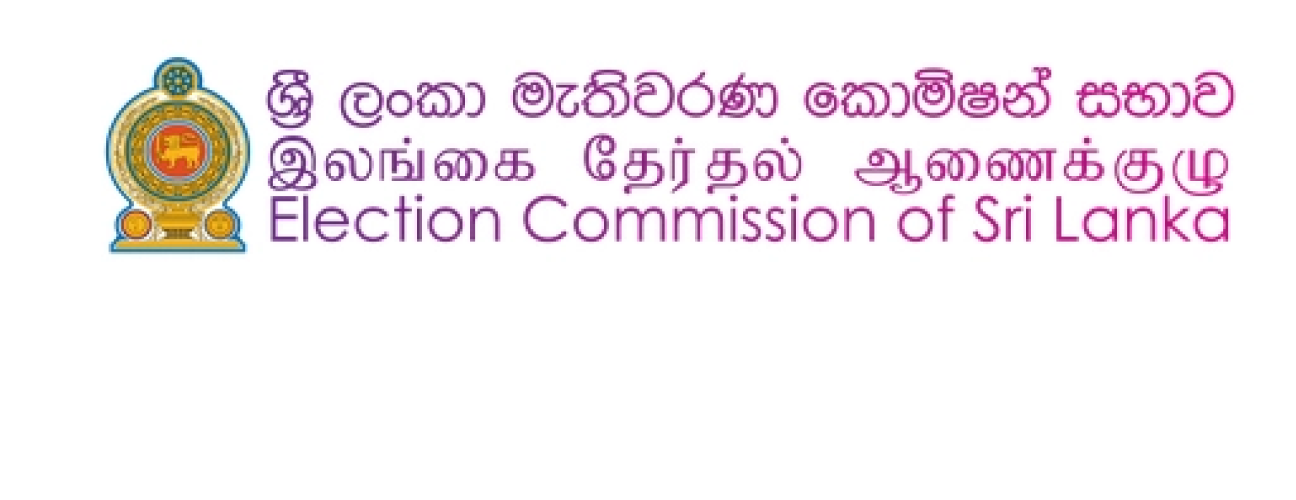 ශ්‍රී ලංකා මැතිවරණ කොමිෂන් සභාව
இலங்கை தேர்தல் ஆணைக்குழு
Election Commission of Sri Lanka